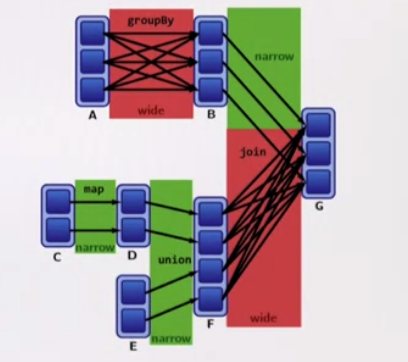 groupBy
narrow
A
wide
B
join
G
map
C
narrow
D
union
F
wide
E
narrow